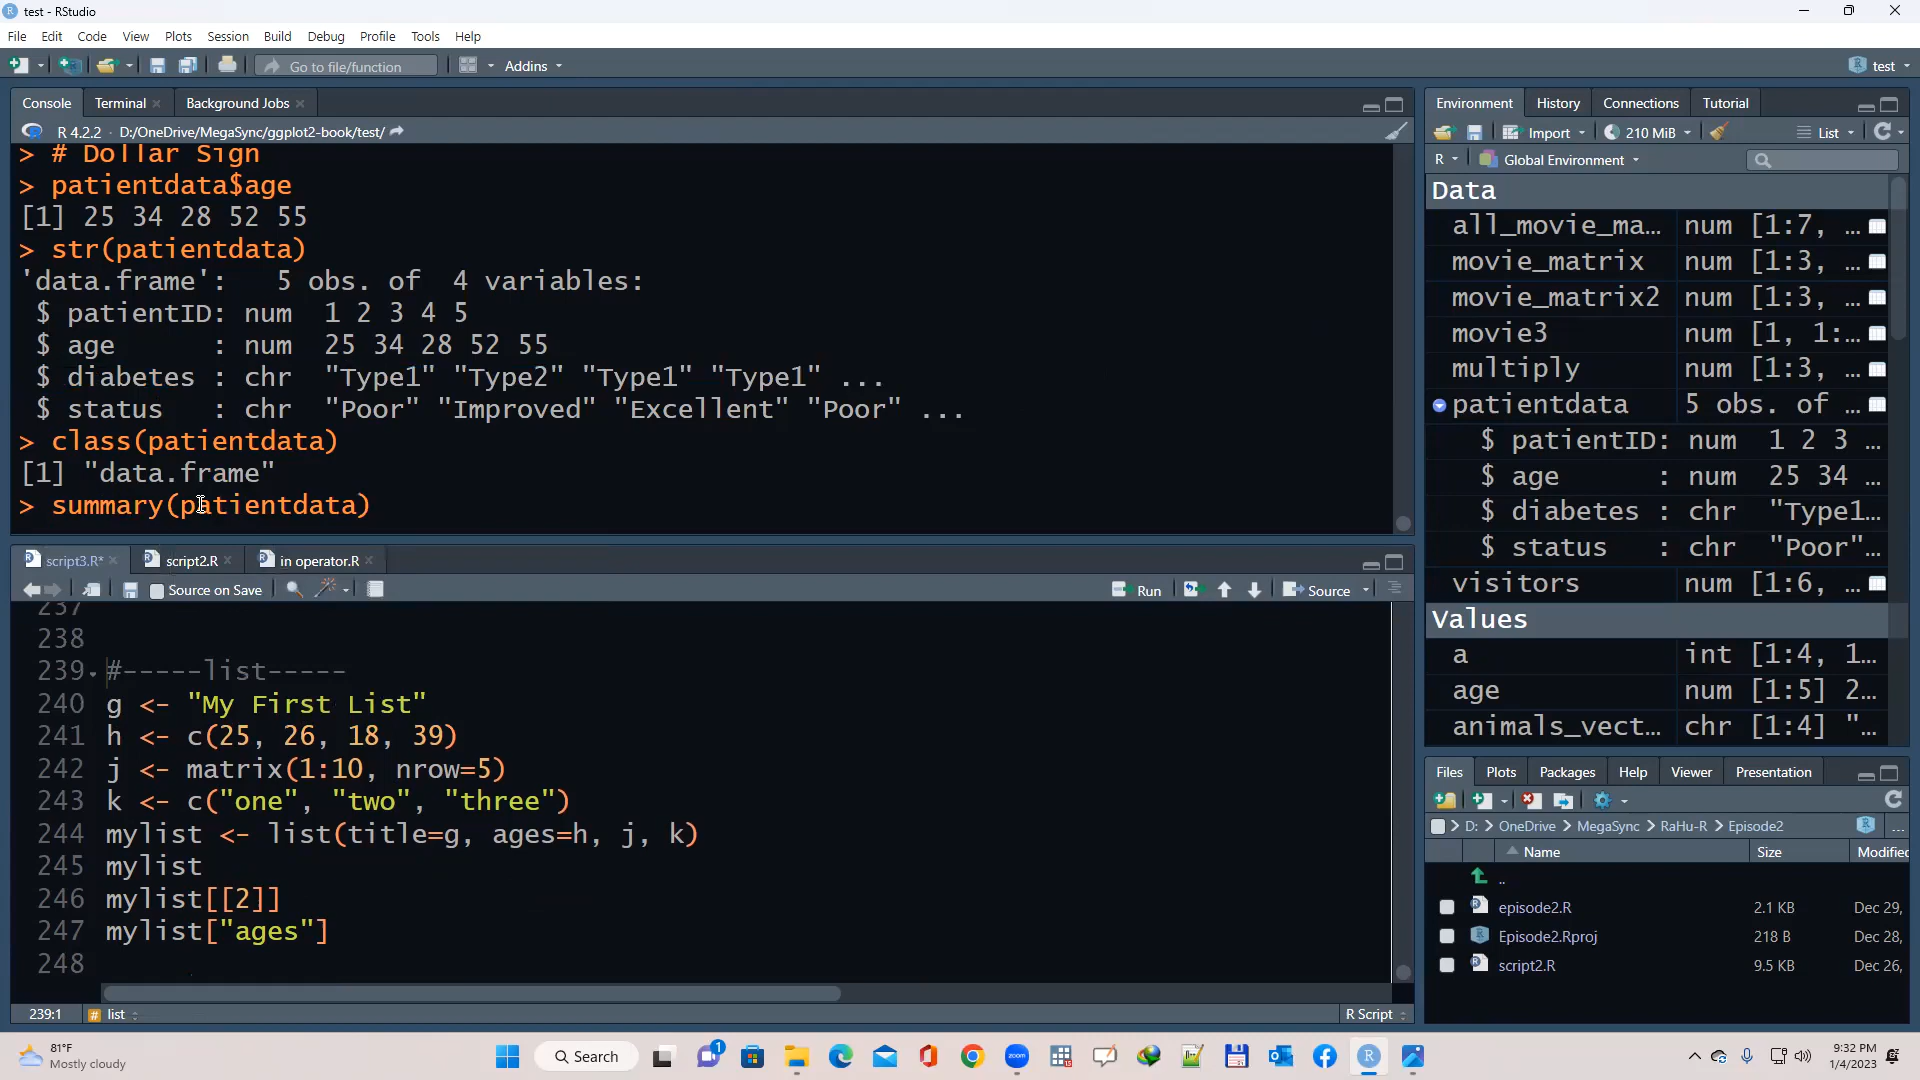 test - RStudio
File Edit Code View Plots Session Build Debug Profile Tools Help
Go to file/function Addins test
Console Terminal Background Jobs
R 4.2.2 · D:/OneDrive/MegaSync/ggplot2-book/test/
> # Dollar Sign
> patientdata$age
[1] 25 34 28 52 55
> str(patientdata)
'data.frame': 5 obs. of 4 variables:
$ patientID: num 1 2 3 4 5
$ age : num 25 34 28 52 55
$ diabetes : chr "Type1" "Type2" "Type1" "Type1" ...
$ status : chr "Poor" "Improved" "Excellent" "Poor" ...
> class(patientdata)
[1] "data.frame"
> summary(patientdata)
script3.R* script2.R in operator.R
Source on Save Run Source
237
238
239 #-----list-----
240 g <- "My First List"
241 h <- c(25, 26, 18, 39)
242 j <- matrix(1:10, nrow=5)
243 k <- c("one", "two", "three")
244 mylist <- list(title=g, ages=h, j, k)
245 mylist
246 mylist[[2]]
247 mylist["ages"]
248
239:1 # list R Script
Environment History Connections Tutorial
Import 210 MiB List
R Global Environment
Data
all_movie_ma… num [1:7, …
movie_matrix num [1:3, …
movie_matrix2 num [1:3, …
movie3 num [1, 1:…
multiply num [1:3, …
patientdata 5 obs. of …
$ patientID: num 1 2 3 …
$ age : num 25 34 …
$ diabetes : chr "Type1…
$ status : chr "Poor"…
visitors num [1:6, …
Values
a int [1:4, 1…
age num [1:5] 2…
animals_vect… chr [1:4] "…
Files Plots Packages Help Viewer Presentation
D: > OneDrive > MegaSync > RaHu-R > Episode2 ...
Name Size Modified
..
episode2.R 2.1 KB Dec 29,
Episode2.Rproj 218 B Dec 28,
script2.R 9.5 KB Dec 26,
81°F
Mostly cloudy
Search
1
zoom
9:32 PM
1/4/2023